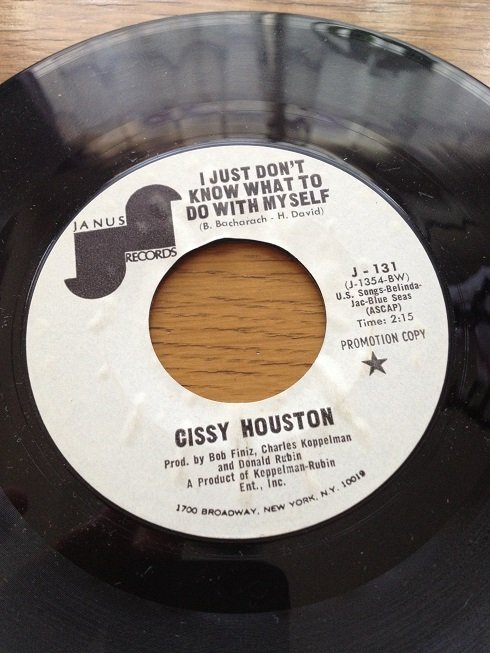 I JUST DON'T
KNOW WHAT TO
DO WITH MYSELF
(B. Bacharach - H. David)
JANUS
RECORDS
J - 131
(J-1354-BW)
U.S. Songs-Belinda-
Jac-Blue Seas
(ASCAP)
Time: 2:15
PROMOTION COPY
CISSY HOUSTON
Prod. by Bob Finiz, Charles Koppelman
and Donald Rubin
A Product of Koppelman-Rubin
Ent., Inc.
1700 BROADWAY, NEW YORK, N.Y. 10019